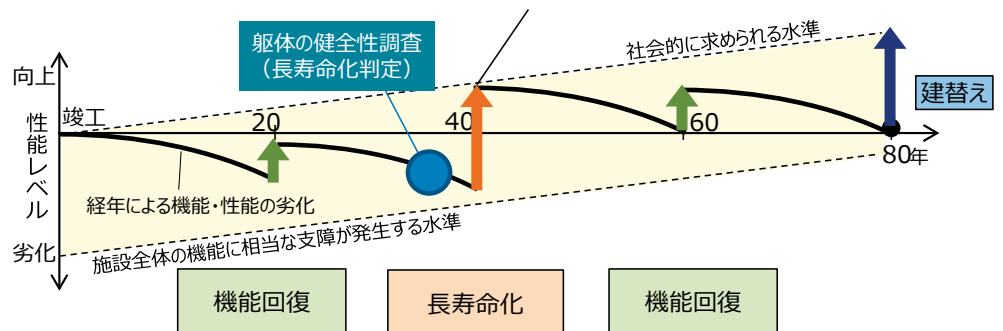 躯体の健全性調査
（長寿命化判定）
社会的に求められる水準
向上
竣工
20
40
60
80年
建替え
性能レベル
経年による機能・性能の劣化
劣化
施設全体の機能に相当な支障が発生する水準
機能回復
長寿命化
機能回復